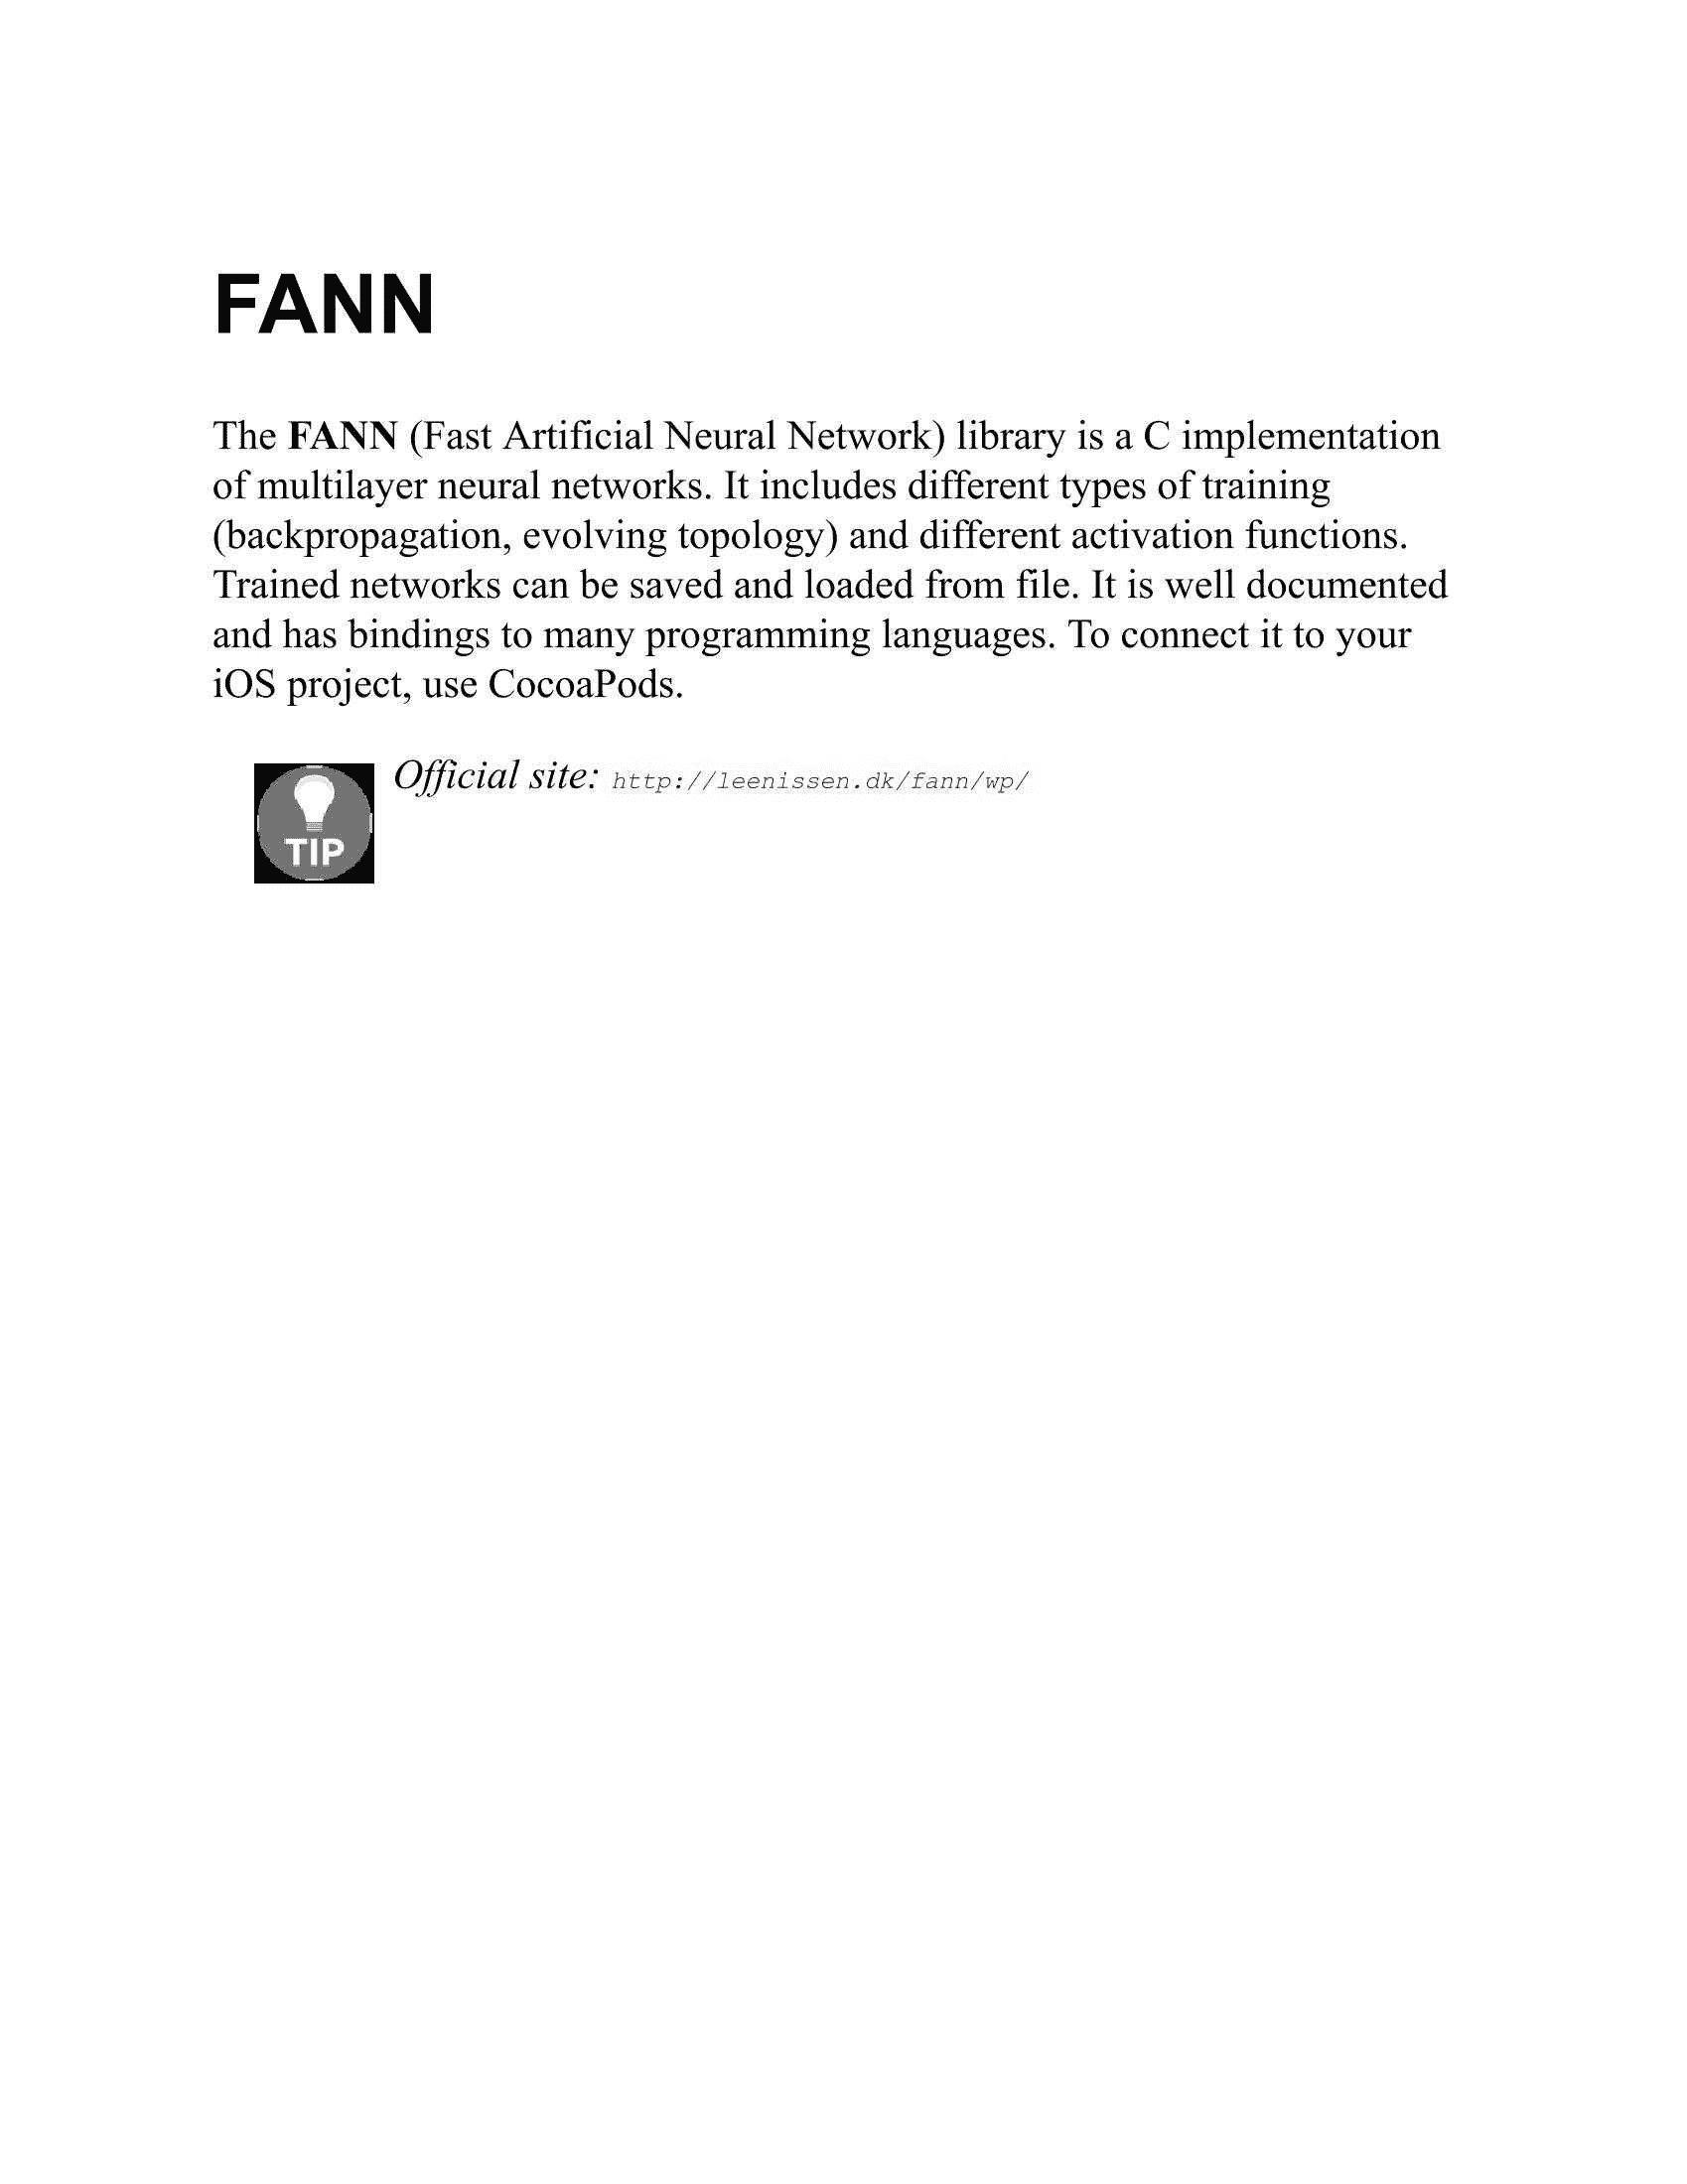 FANN
The FANN (Fast Artificial Neural Network) library is a C implementation
of multilayer neural networks. It includes different types of training
(backpropagation, evolving topology) and different activation functions.
Trained networks can be saved and loaded from file. It is well documented
and has bindings to many programming languages. To connect it to your
iOS project, use CocoaPods.
Official site: http://leenissen.dk/fann/wp/
TIP